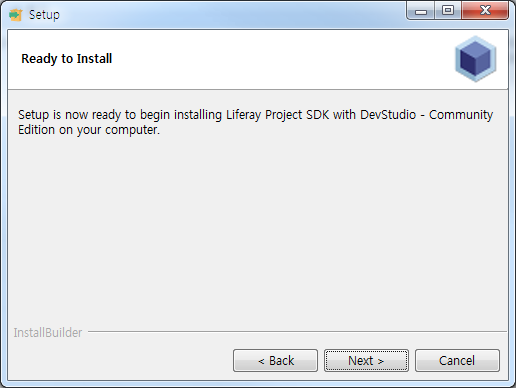 Setup
Ready to Install
Setup is now ready to begin installing Liferay Project SDK with DevStudio - Community
Edition on your computer.
InstallBuilder
< Back
Next >
Cancel